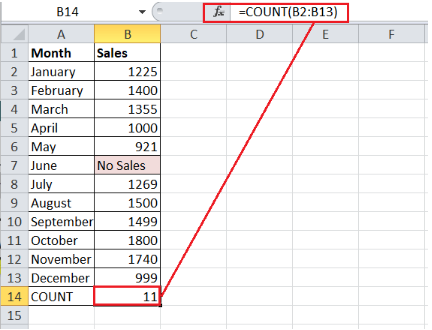 B14 fx =COUNT(B2:B13)
A B C D E F
1 Month Sales
2 January 1225
3 February 1400
4 March 1355
5 April 1000
6 May 921
7 June No Sales
8 July 1269
9 August 1500
10 September 1499
11 October 1800
12 November 1740
13 December 999
14 COUNT 11
15